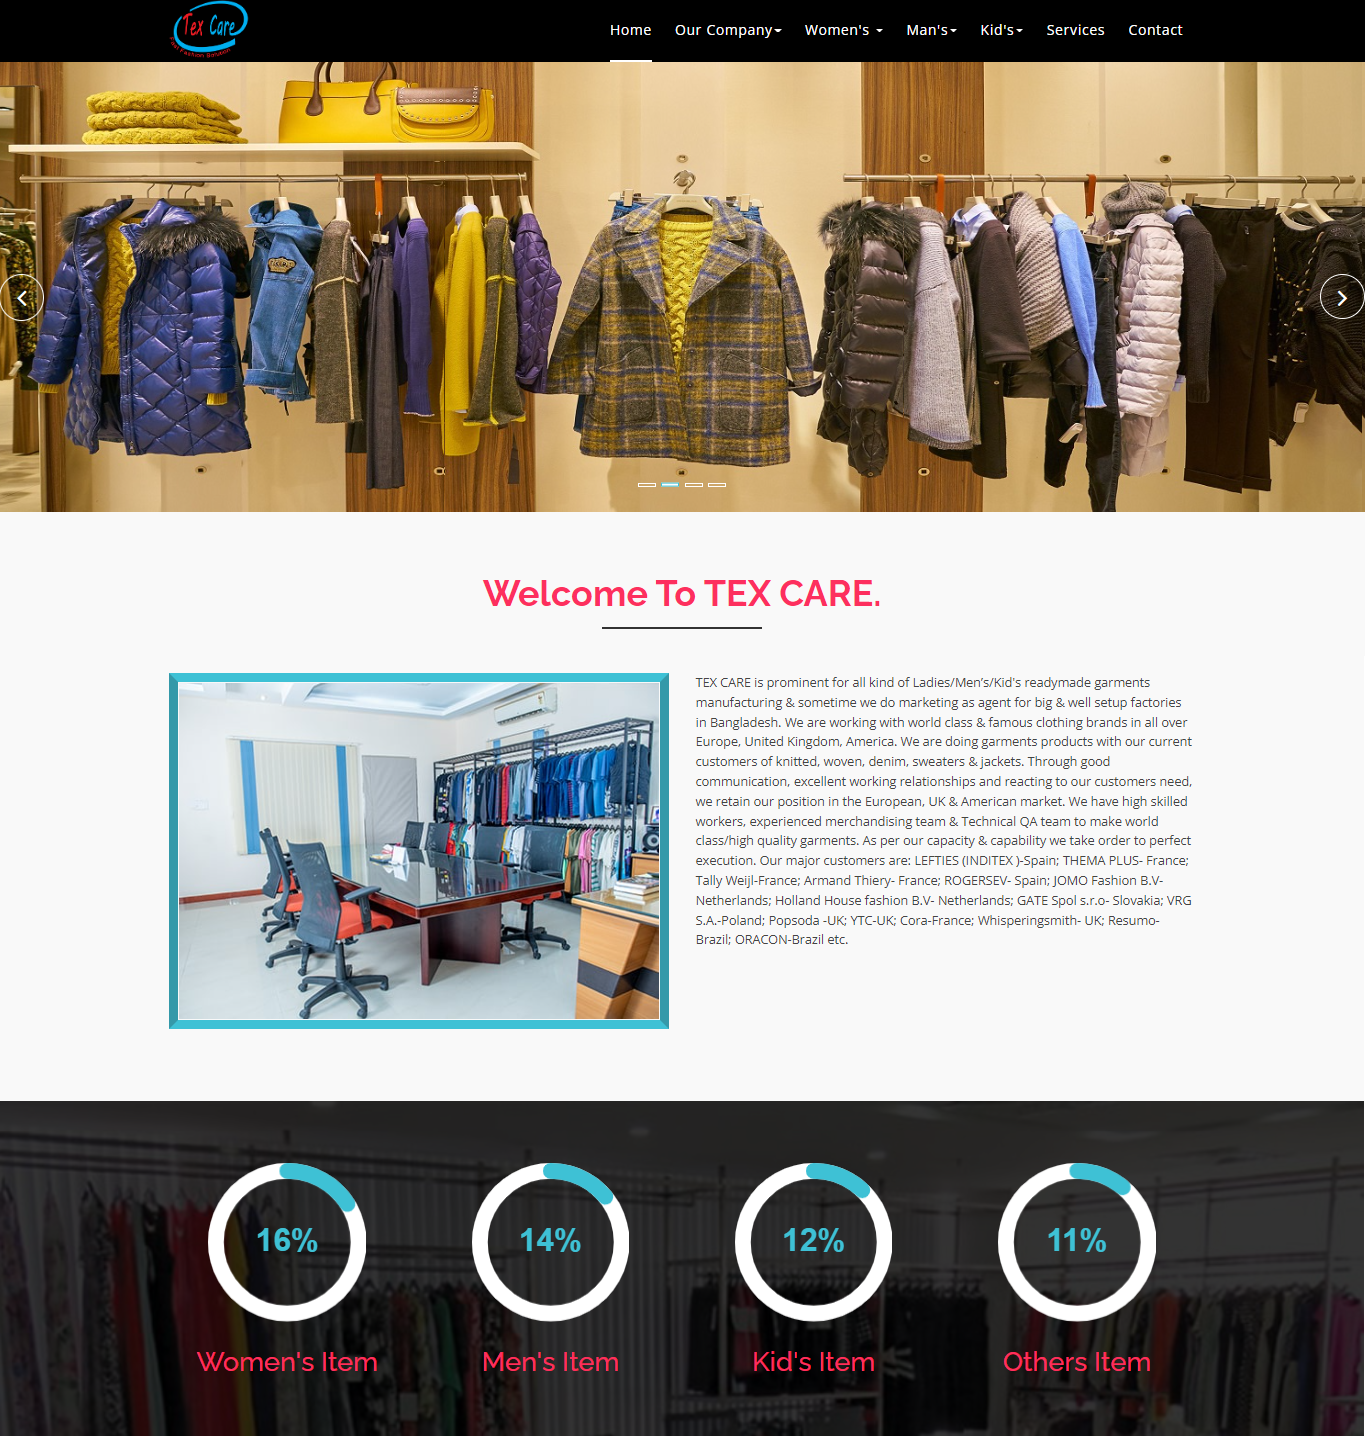 Tex Care
Home Our Company Women's Man's Kid's Services Contact
Welcome To TEX CARE.
TEX CARE is prominent for all kind of Ladies/Men’s/Kid's readymade garments
manufacturing & sometime we do marketing as agent for big & well setup factories
in Bangladesh. We are working with world class & famous clothing brands in all over
Europe, United Kingdom, America. We are doing garments products with our current
customers of knitted, woven, denim, sweaters & jackets. Through good
communication, excellent working relationships and reacting to our customers need,
we retain our position in the European, UK & American market. We have high skilled
workers, experienced merchandising team & Technical QA team to make world
class/high quality garments. As per our capacity & capability we take order to perfect
execution. Our major customers are: LEFTIES (INDITEX )-Spain; THEMA PLUS- France;
Tally Weijl-France; Armand Thiery- France; ROGERSEV- Spain; JOMO Fashion B.V-
Netherlands; Holland House fashion B.V- Netherlands; GATE Spol s.r.o- Slovakia; VRG
S.A.-Poland; Popsoda -UK; YTC-UK; Cora-France; Whisperingsmith- UK; Resumo-
Brazil; ORACON-Brazil etc.
16% 14% 12% 11%
Women's Item Men's Item Kid's Item Others Item